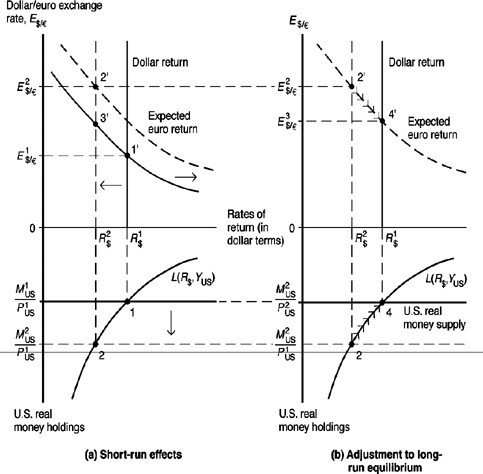 Dollar/euro exchange
rate, E$/€
E$/€
2'
Dollar return
E²$/€
3'
Expected
euro return
E¹$/€
1'
0
R²$
R¹$
Rates of
return (in
dollar terms)
L(R$, YUS)
M¹US
P¹US
1
M²US
P¹US
2
U.S. real
money holdings
(a) Short-run effects
2'
Dollar return
E²$/€
4'
E³$/€
Expected
euro return
0
R²$
R¹$
L(R$, YUS)
M²US
P²US
4
U.S. real
money supply
M²US
P¹US
2
U.S. real
money holdings
(b) Adjustment to long-
run equilibrium